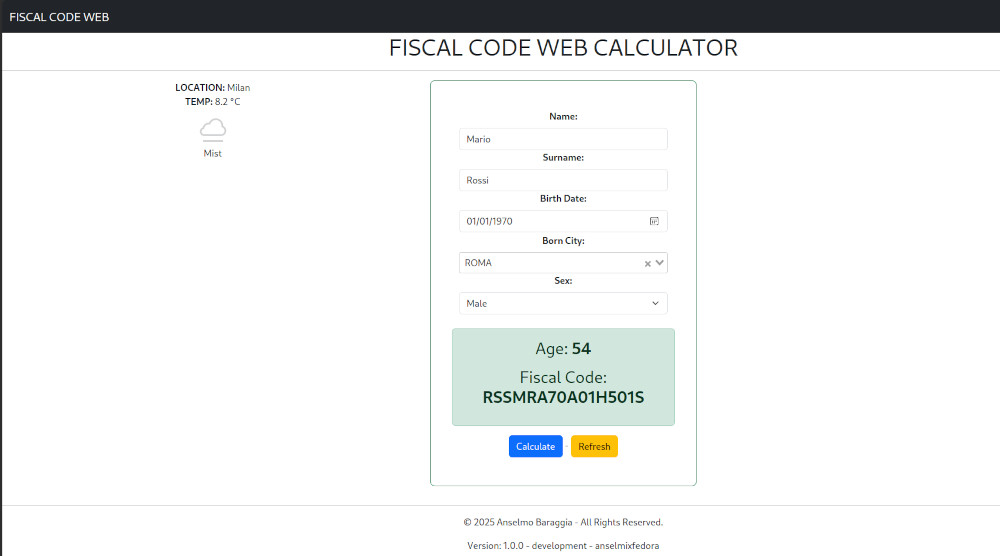 FISCAL CODE WEB
FISCAL CODE WEB CALCULATOR
LOCATION: Milan
TEMP: 8.2 °C
Mist
Name:
Mario
Surname:
Rossi
Birth Date:
01/01/1970
Born City:
ROMA
Sex:
Male
Age: 54
Fiscal Code:
RSSMRA70A01H501S
Calculate - Refresh
© 2025 Anselmo Baraggia - All Rights Reserved.
Version: 1.0.0 - development - anselmixfedora